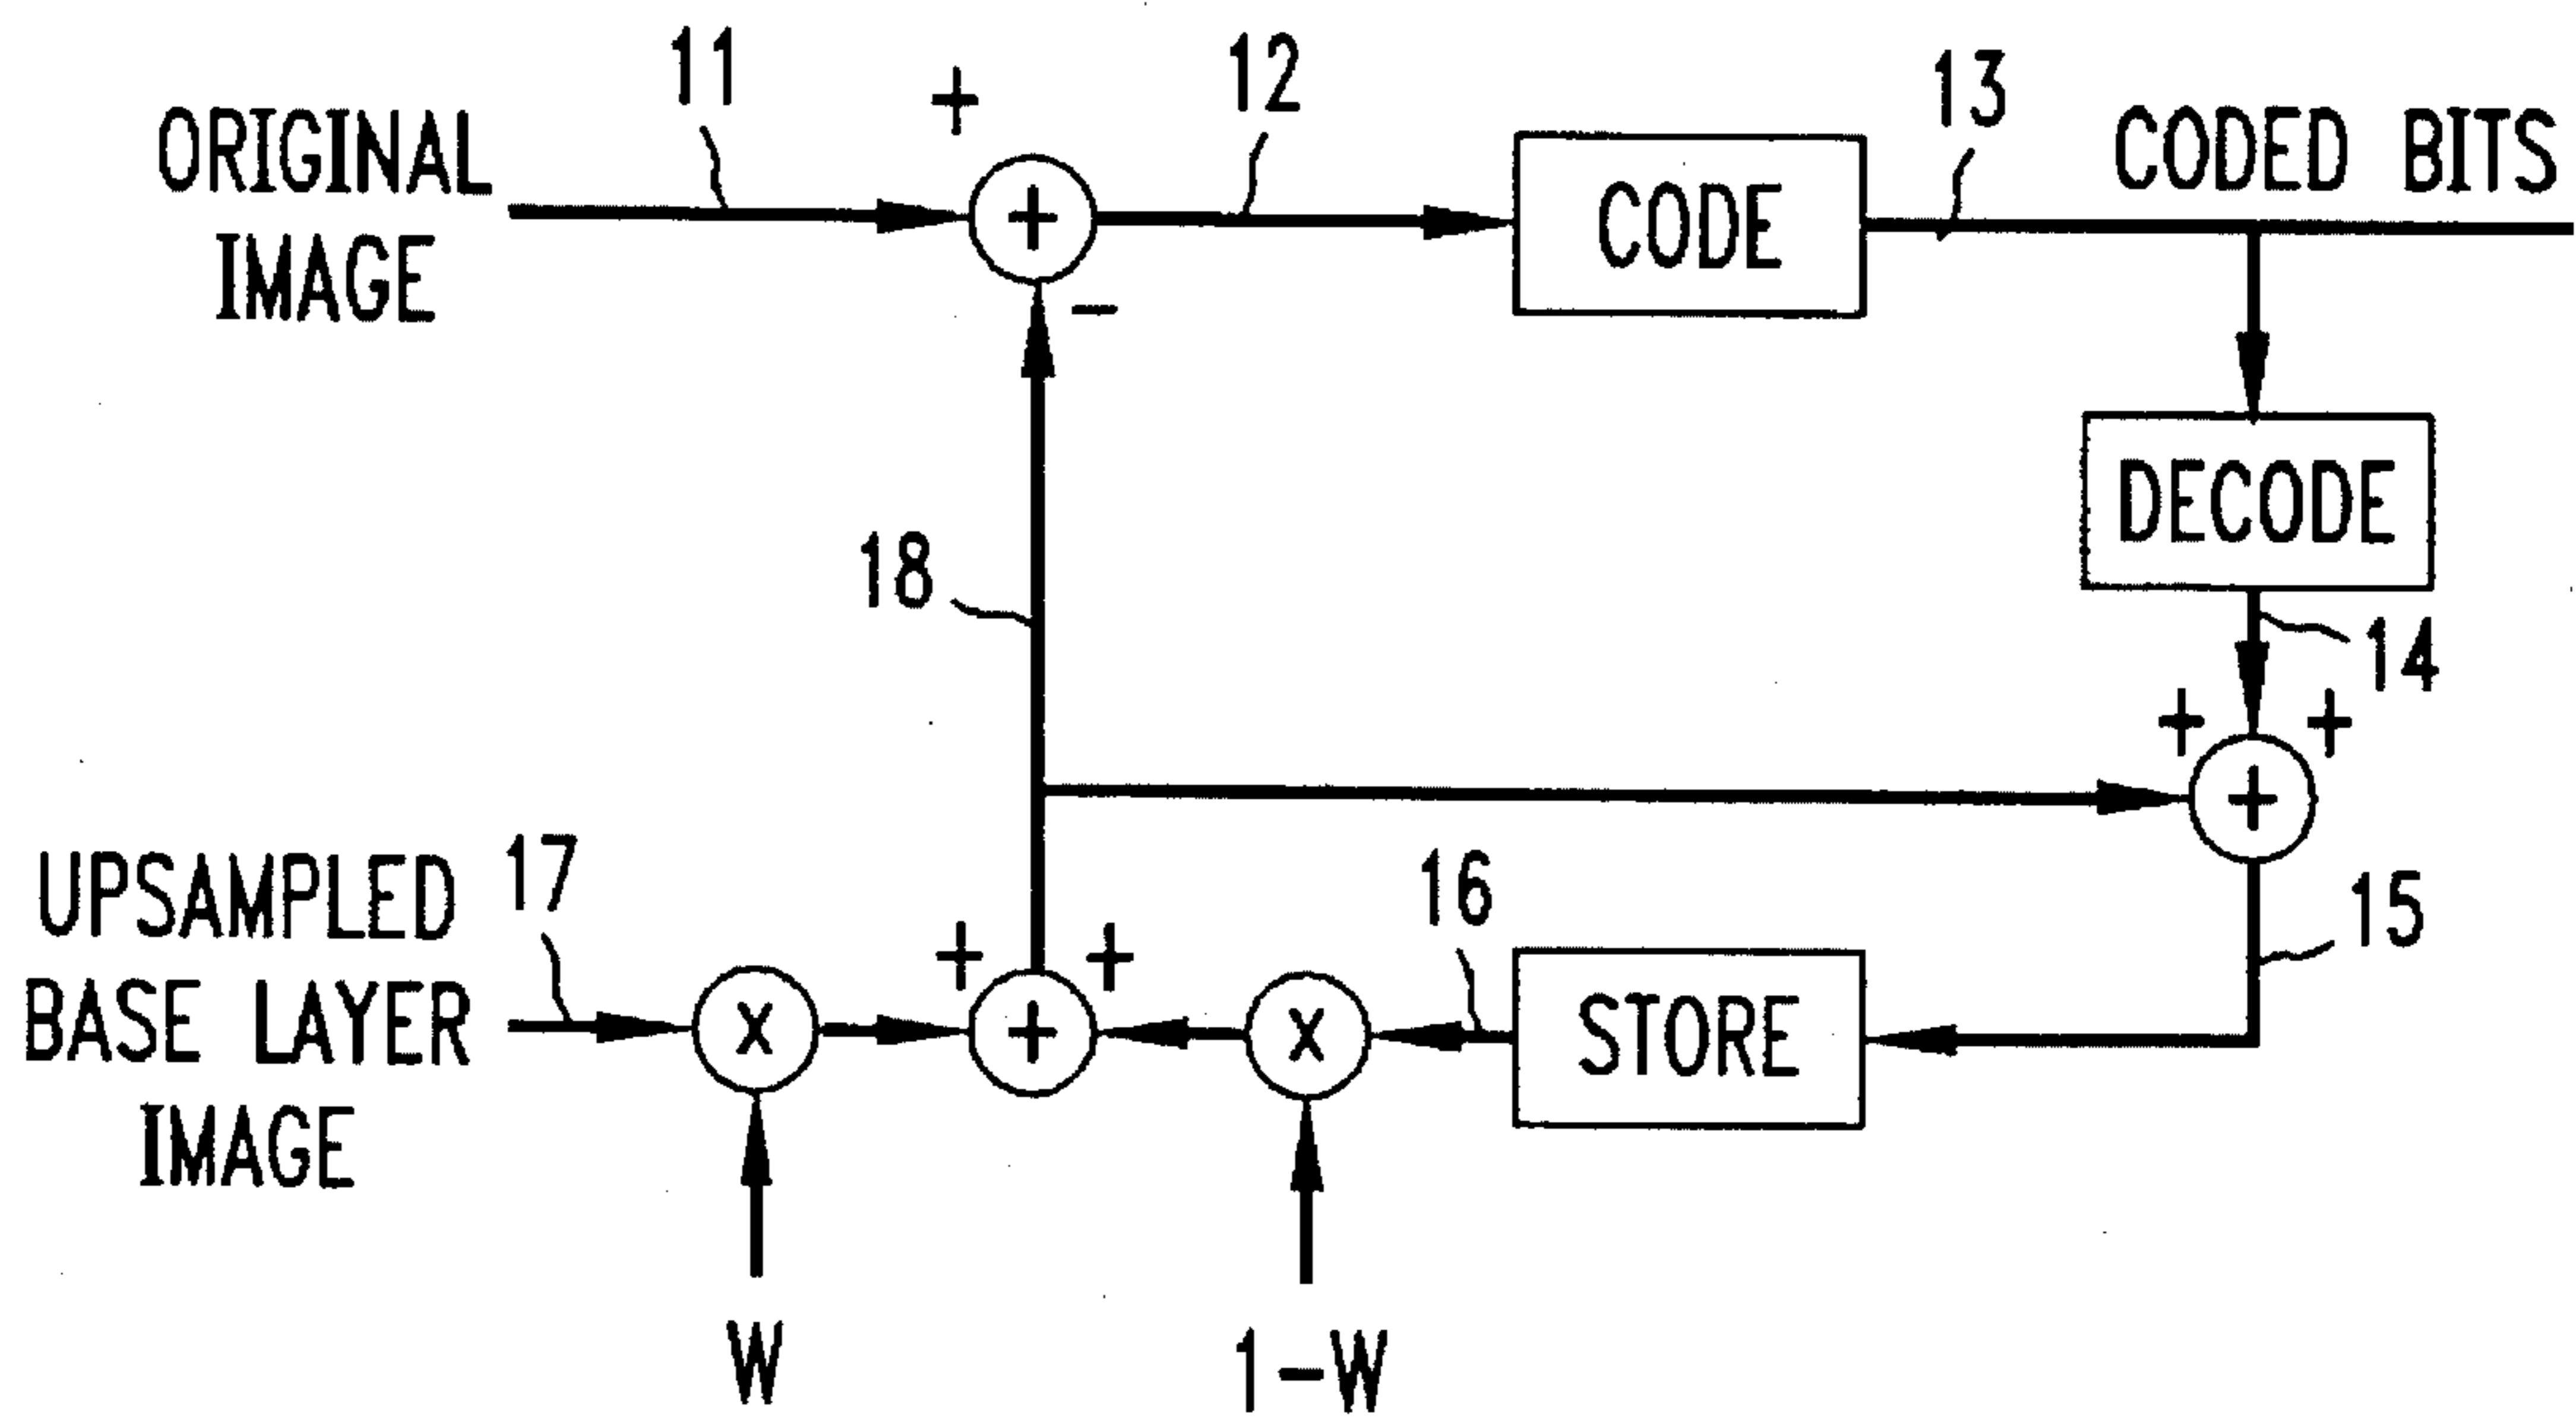 11
+
12
13
ORIGINAL
IMAGE
CODED BITS
+
CODE
-
DECODE
18
14
+ +
+
17
UPSAMPLED
BASE LAYER
IMAGE
16
15
+ +
X
+
X
STORE
W
1-W